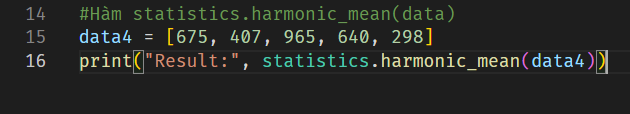 14 #Hàm statistics.harmonic_mean(data)
15 data4 = [675, 407, 965, 640, 298]
16 print("Result:", statistics.harmonic_mean(data4))